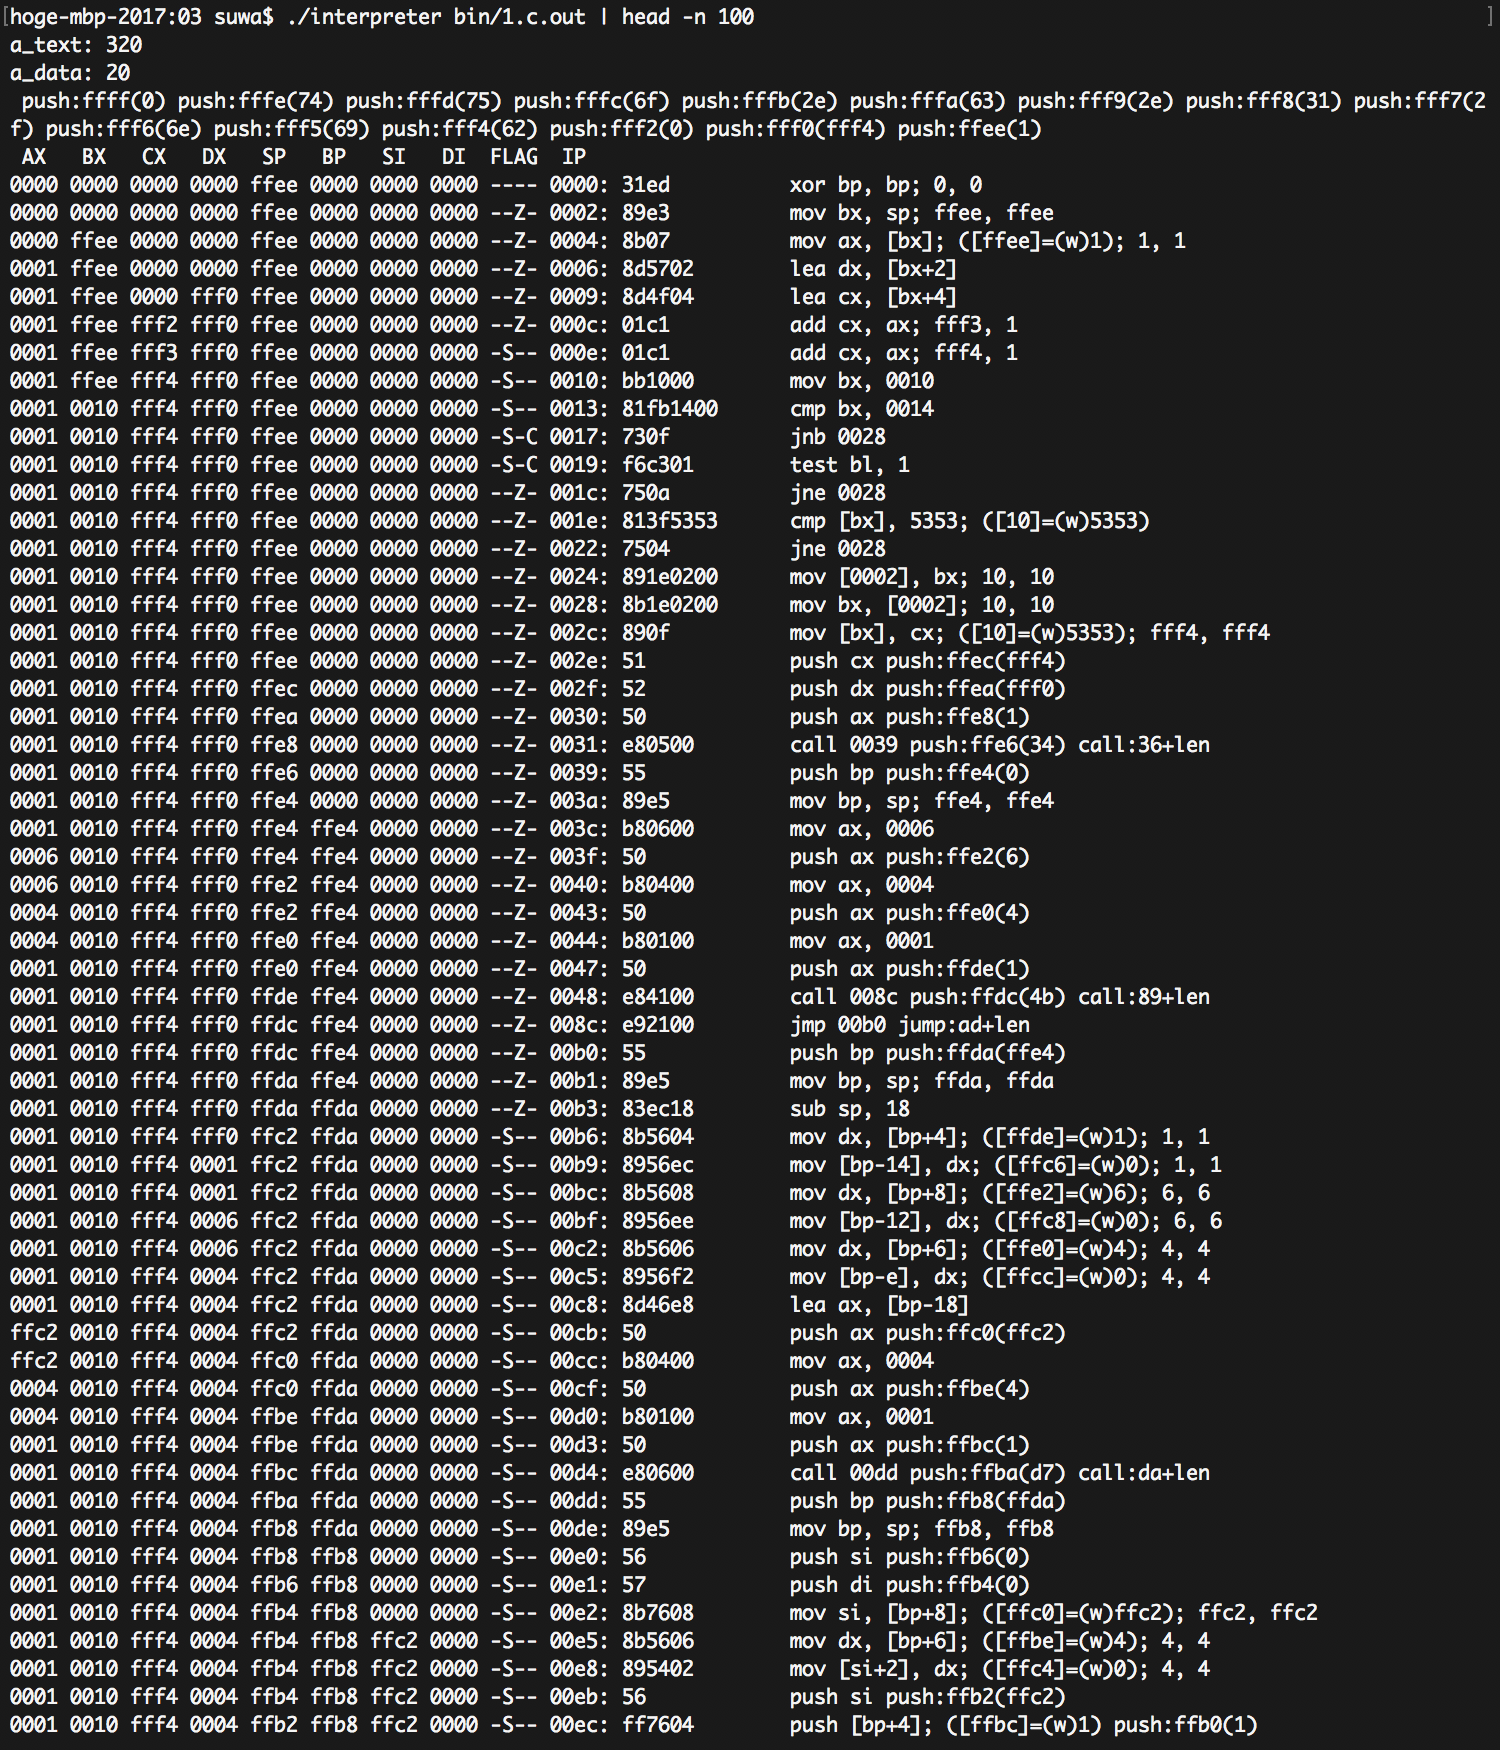 [hoge-mbp-2017:03 suwa$ ./interpreter bin/1.c.out | head -n 100 ]
a_text: 320
a_data: 20
 push:ffff(0) push:fffe(74) push:fffd(75) push:fffc(6f) push:fffb(2e) push:fffa(63) push:fff9(2e) push:fff8(31) push:fff7(2
f) push:fff6(6e) push:fff5(69) push:fff4(62) push:fff2(0) push:fff0(fff4) push:ffee(1)
 AX   BX   CX   DX   SP   BP   SI   DI  FLAG  IP
0000 0000 0000 0000 ffee 0000 0000 0000 ---- 0000: 31ed          xor bp, bp; 0, 0
0000 0000 0000 0000 ffee 0000 0000 0000 --Z- 0002: 89e3          mov bx, sp; ffee, ffee
0000 ffee 0000 0000 ffee 0000 0000 0000 --Z- 0004: 8b07          mov ax, [bx]; ([ffee]=(w)1); 1, 1
0001 ffee 0000 0000 ffee 0000 0000 0000 --Z- 0006: 8d5702        lea dx, [bx+2]
0001 ffee 0000 fff0 ffee 0000 0000 0000 --Z- 0009: 8d4f04        lea cx, [bx+4]
0001 ffee fff2 fff0 ffee 0000 0000 0000 --Z- 000c: 01c1          add cx, ax; fff3, 1
0001 ffee fff3 fff0 ffee 0000 0000 0000 -S-- 000e: 01c1          add cx, ax; fff4, 1
0001 ffee fff4 fff0 ffee 0000 0000 0000 -S-- 0010: bb1000        mov bx, 0010
0001 0010 fff4 fff0 ffee 0000 0000 0000 -S-- 0013: 81fb1400      cmp bx, 0014
0001 0010 fff4 fff0 ffee 0000 0000 0000 -S-C 0017: 730f          jnb 0028
0001 0010 fff4 fff0 ffee 0000 0000 0000 -S-C 0019: f6c301        test bl, 1
0001 0010 fff4 fff0 ffee 0000 0000 0000 --Z- 001c: 750a          jne 0028
0001 0010 fff4 fff0 ffee 0000 0000 0000 --Z- 001e: 813f5353      cmp [bx], 5353; ([10]=(w)5353)
0001 0010 fff4 fff0 ffee 0000 0000 0000 --Z- 0022: 7504          jne 0028
0001 0010 fff4 fff0 ffee 0000 0000 0000 --Z- 0024: 891e0200      mov [0002], bx; 10, 10
0001 0010 fff4 fff0 ffee 0000 0000 0000 --Z- 0028: 8b1e0200      mov bx, [0002]; 10, 10
0001 0010 fff4 fff0 ffee 0000 0000 0000 --Z- 002c: 890f          mov [bx], cx; ([10]=(w)5353); fff4, fff4
0001 0010 fff4 fff0 ffee 0000 0000 0000 --Z- 002e: 51            push cx push:ffec(fff4)
0001 0010 fff4 fff0 ffec 0000 0000 0000 --Z- 002f: 52            push dx push:ffea(fff0)
0001 0010 fff4 fff0 ffea 0000 0000 0000 --Z- 0030: 50            push ax push:ffe8(1)
0001 0010 fff4 fff0 ffe8 0000 0000 0000 --Z- 0031: e80500        call 0039 push:ffe6(34) call:36+len
0001 0010 fff4 fff0 ffe6 0000 0000 0000 --Z- 0039: 55            push bp push:ffe4(0)
0001 0010 fff4 fff0 ffe4 0000 0000 0000 --Z- 003a: 89e5          mov bp, sp; ffe4, ffe4
0001 0010 fff4 fff0 ffe4 ffe4 0000 0000 --Z- 003c: b80600        mov ax, 0006
0006 0010 fff4 fff0 ffe4 ffe4 0000 0000 --Z- 003f: 50            push ax push:ffe2(6)
0006 0010 fff4 fff0 ffe2 ffe4 0000 0000 --Z- 0040: b80400        mov ax, 0004
0004 0010 fff4 fff0 ffe2 ffe4 0000 0000 --Z- 0043: 50            push ax push:ffe0(4)
0004 0010 fff4 fff0 ffe0 ffe4 0000 0000 --Z- 0044: b80100        mov ax, 0001
0001 0010 fff4 fff0 ffe0 ffe4 0000 0000 --Z- 0047: 50            push ax push:ffde(1)
0001 0010 fff4 fff0 ffde ffe4 0000 0000 --Z- 0048: e84100        call 008c push:ffdc(4b) call:89+len
0001 0010 fff4 fff0 ffdc ffe4 0000 0000 --Z- 008c: e92100        jmp 00b0 jump:ad+len
0001 0010 fff4 fff0 ffdc ffe4 0000 0000 --Z- 00b0: 55            push bp push:ffda(ffe4)
0001 0010 fff4 fff0 ffda ffe4 0000 0000 --Z- 00b1: 89e5          mov bp, sp; ffda, ffda
0001 0010 fff4 fff0 ffda ffda 0000 0000 --Z- 00b3: 83ec18        sub sp, 18
0001 0010 fff4 fff0 ffc2 ffda 0000 0000 -S-- 00b6: 8b5604        mov dx, [bp+4]; ([ffde]=(w)1); 1, 1
0001 0010 fff4 0001 ffc2 ffda 0000 0000 -S-- 00b9: 8956ec        mov [bp-14], dx; ([ffc6]=(w)0); 1, 1
0001 0010 fff4 0001 ffc2 ffda 0000 0000 -S-- 00bc: 8b5608        mov dx, [bp+8]; ([ffe2]=(w)6); 6, 6
0001 0010 fff4 0006 ffc2 ffda 0000 0000 -S-- 00bf: 8956ee        mov [bp-12], dx; ([ffc8]=(w)0); 6, 6
0001 0010 fff4 0006 ffc2 ffda 0000 0000 -S-- 00c2: 8b5606        mov dx, [bp+6]; ([ffe0]=(w)4); 4, 4
0001 0010 fff4 0004 ffc2 ffda 0000 0000 -S-- 00c5: 8956f2        mov [bp-e], dx; ([ffcc]=(w)0); 4, 4
0001 0010 fff4 0004 ffc2 ffda 0000 0000 -S-- 00c8: 8d46e8        lea ax, [bp-18]
ffc2 0010 fff4 0004 ffc2 ffda 0000 0000 -S-- 00cb: 50            push ax push:ffc0(ffc2)
ffc2 0010 fff4 0004 ffc0 ffda 0000 0000 -S-- 00cc: b80400        mov ax, 0004
0004 0010 fff4 0004 ffc0 ffda 0000 0000 -S-- 00cf: 50            push ax push:ffbe(4)
0004 0010 fff4 0004 ffbe ffda 0000 0000 -S-- 00d0: b80100        mov ax, 0001
0001 0010 fff4 0004 ffbe ffda 0000 0000 -S-- 00d3: 50            push ax push:ffbc(1)
0001 0010 fff4 0004 ffbc ffda 0000 0000 -S-- 00d4: e80600        call 00dd push:ffba(d7) call:da+len
0001 0010 fff4 0004 ffba ffda 0000 0000 -S-- 00dd: 55            push bp push:ffb8(ffda)
0001 0010 fff4 0004 ffb8 ffda 0000 0000 -S-- 00de: 89e5          mov bp, sp; ffb8, ffb8
0001 0010 fff4 0004 ffb8 ffb8 0000 0000 -S-- 00e0: 56            push si push:ffb6(0)
0001 0010 fff4 0004 ffb6 ffb8 0000 0000 -S-- 00e1: 57            push di push:ffb4(0)
0001 0010 fff4 0004 ffb4 ffb8 0000 0000 -S-- 00e2: 8b7608        mov si, [bp+8]; ([ffc0]=(w)ffc2); ffc2, ffc2
0001 0010 fff4 0004 ffb4 ffb8 ffc2 0000 -S-- 00e5: 8b5606        mov dx, [bp+6]; ([ffbe]=(w)4); 4, 4
0001 0010 fff4 0004 ffb4 ffb8 ffc2 0000 -S-- 00e8: 895402        mov [si+2], dx; ([ffc4]=(w)0); 4, 4
0001 0010 fff4 0004 ffb4 ffb8 ffc2 0000 -S-- 00eb: 56            push si push:ffb2(ffc2)
0001 0010 fff4 0004 ffb2 ffb8 ffc2 0000 -S-- 00ec: ff7604        push [bp+4]; ([ffbc]=(w)1) push:ffb0(1)